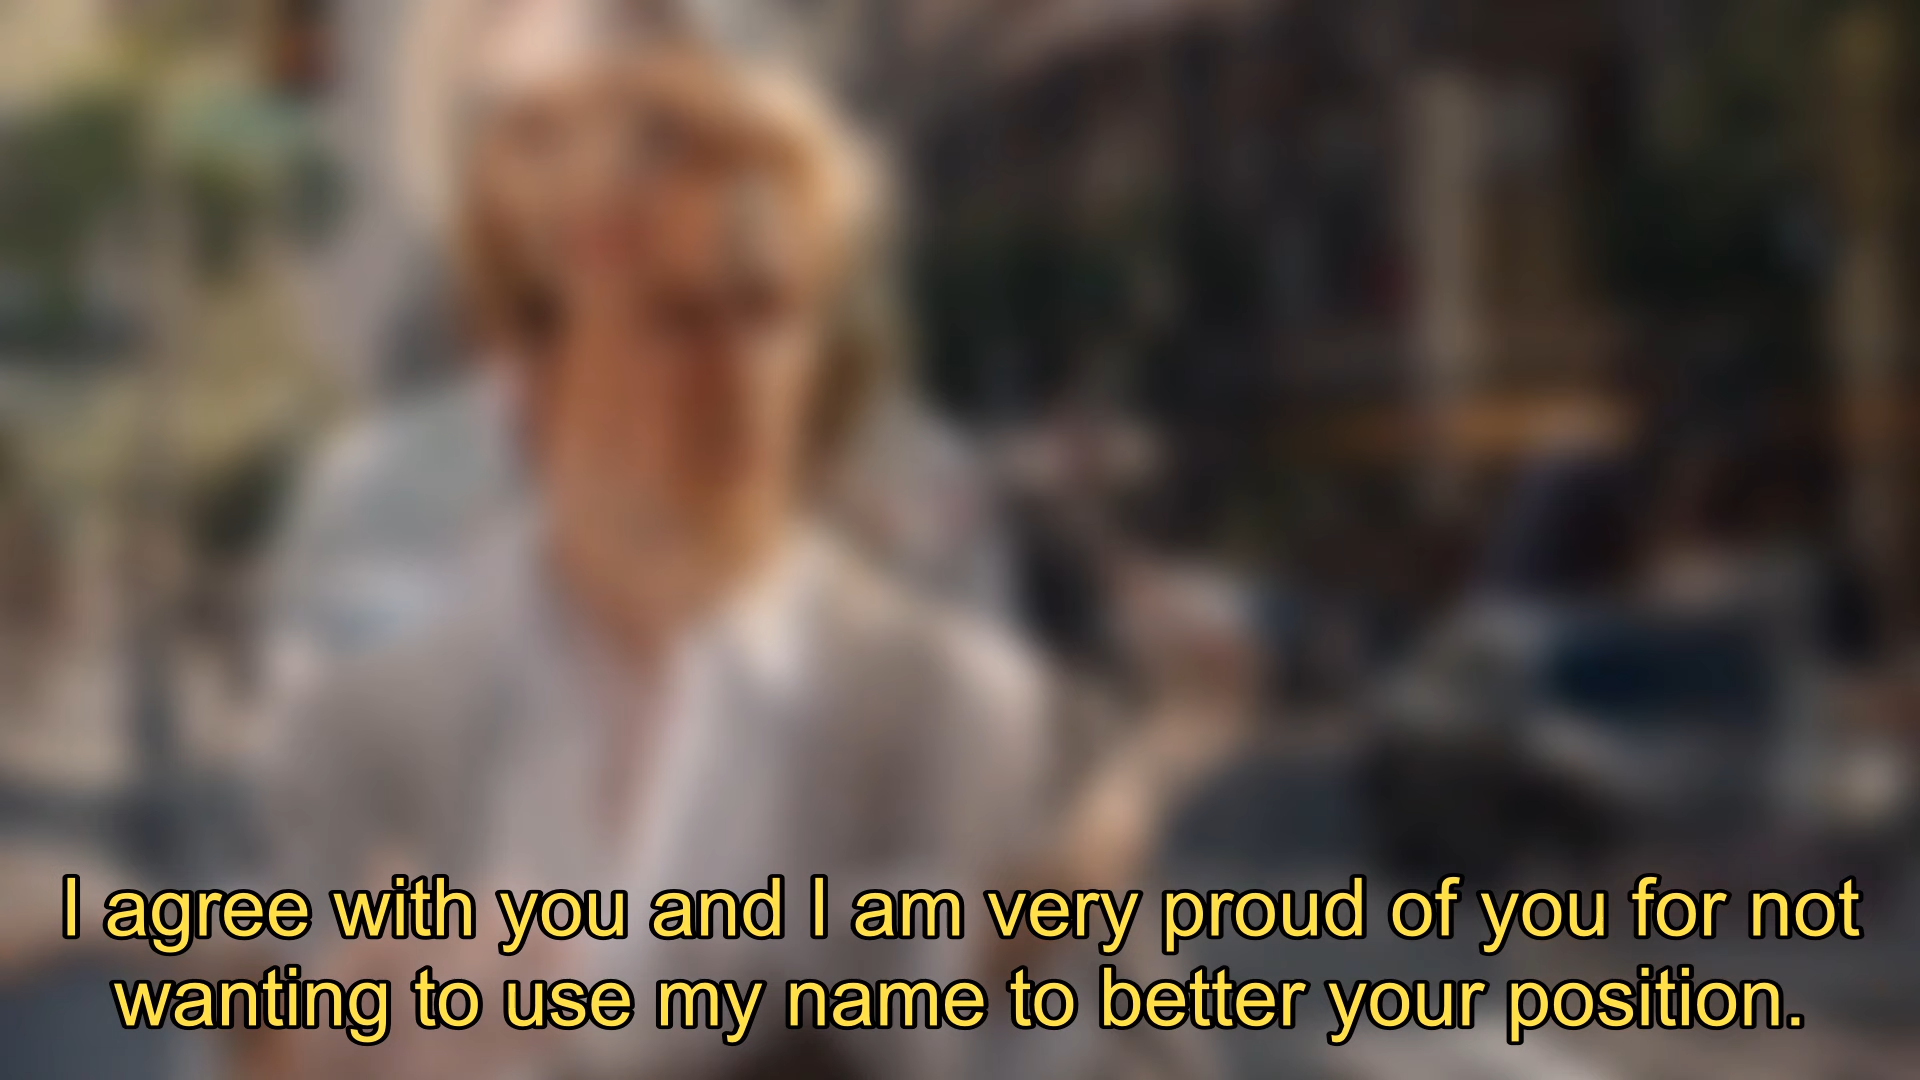 I agree with you and I am very proud of you for not
wanting to use my name to better your position.